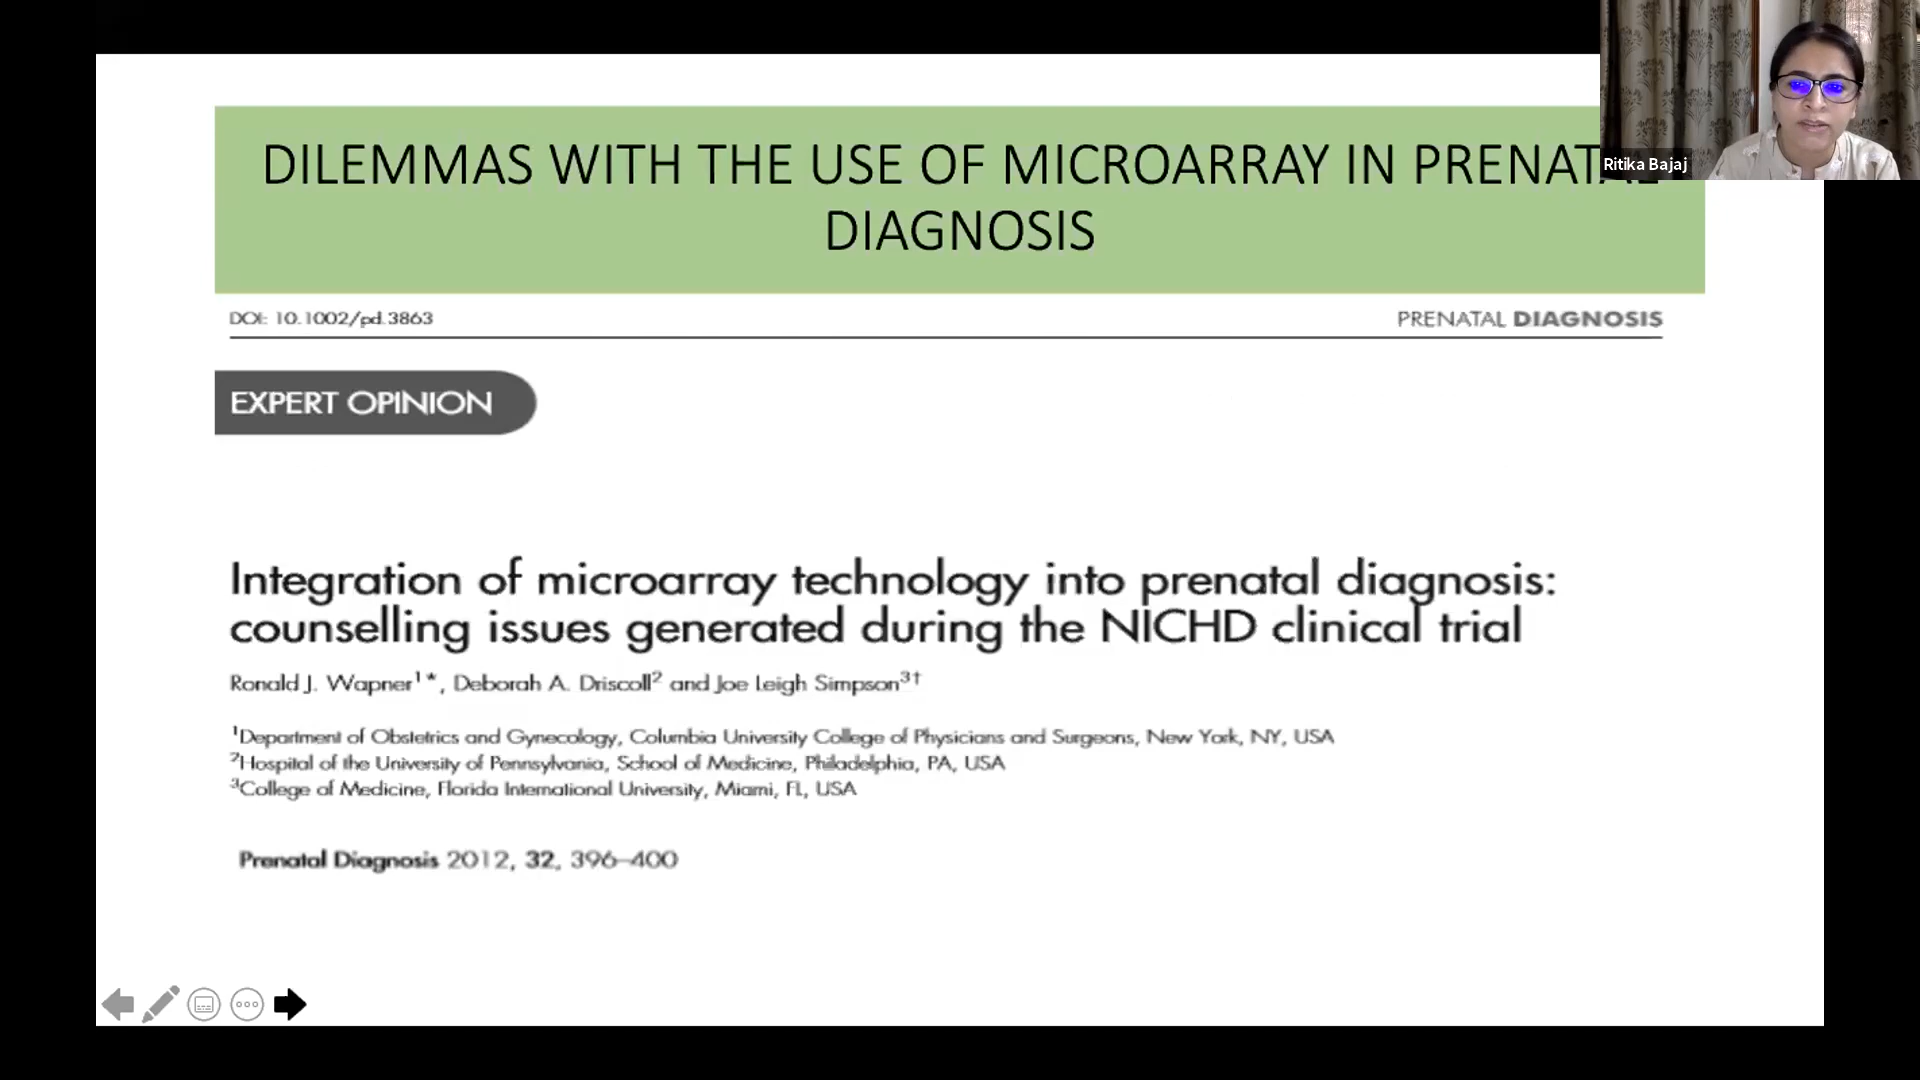 DILEMMAS WITH THE USE OF MICROARRAY IN PRENATAL
DIAGNOSIS
Ritika Bajaj
DOI: 10.1002/pd.3863
PRENATAL DIAGNOSIS
EXPERT OPINION
Integration of microarray technology into prenatal diagnosis:
counselling issues generated during the NICHD clinical trial
Ronald J. Wapner1*, Deborah A. Driscoll2 and Joe Leigh Simpson3†
1Department of Obstetrics and Gynecology, Columbia University College of Physicians and Surgeons, New York, NY, USA
2Hospital of the University of Pennsylvania, School of Medicine, Philadelphia, PA, USA
3College of Medicine, Florida International University, Miami, FL, USA
Prenatal Diagnosis 2012, 32, 396–400